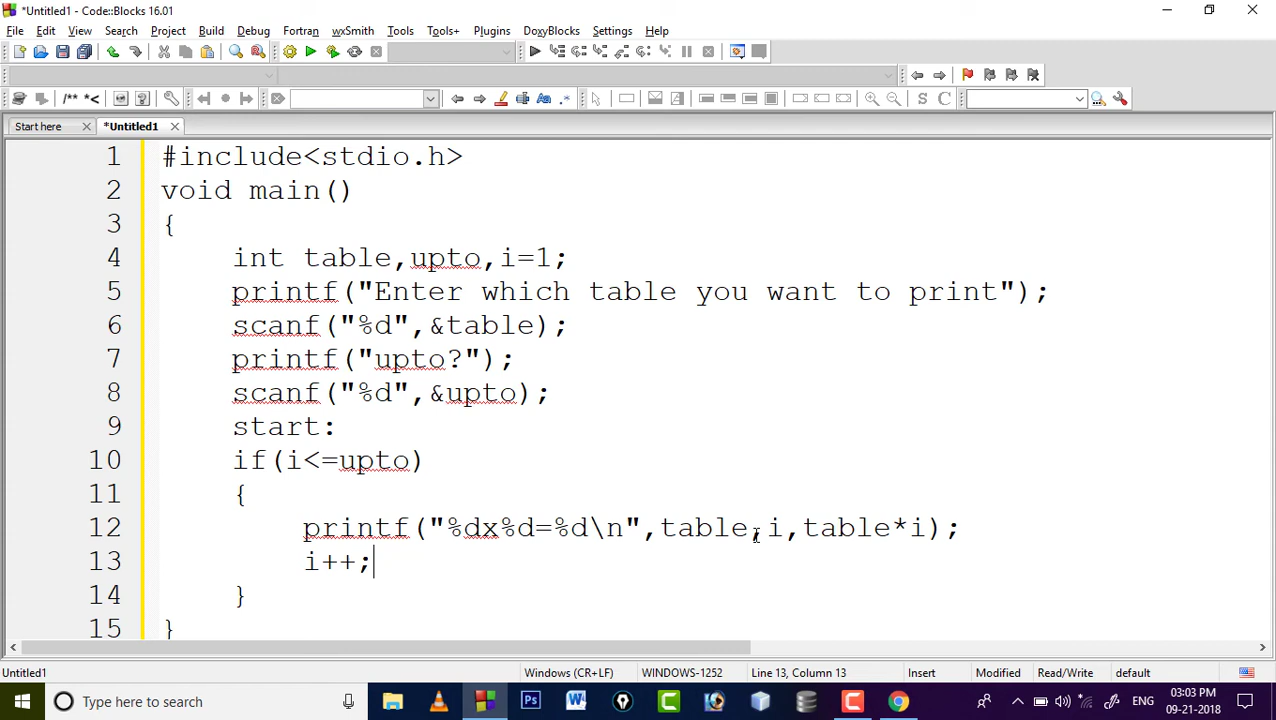 *Untitled1 - Code::Blocks 16.01
File Edit View Search Project Build Debug Fortran wxSmith Tools Tools+ Plugins DoxyBlocks Settings Help
/** *<
Aa .* S C
Start here *Untitled1
1 #include<stdio.h>
2 void main()
3 {
4 int table,upto,i=1;
5 printf("Enter which table you want to print");
6 scanf("%d",&table);
7 printf("upto?");
8 scanf("%d",&upto);
9 start:
10 if(i<=upto)
11 {
12 printf("%dx%d=%d\n",table,i,table*i);
13 i++;
14 }
15 }
Untitled1 Windows (CR+LF) WINDOWS-1252 Line 13, Column 13 Insert Modified Read/Write default
Type here to search Ps W ENG 03:03 PM
09-21-2018